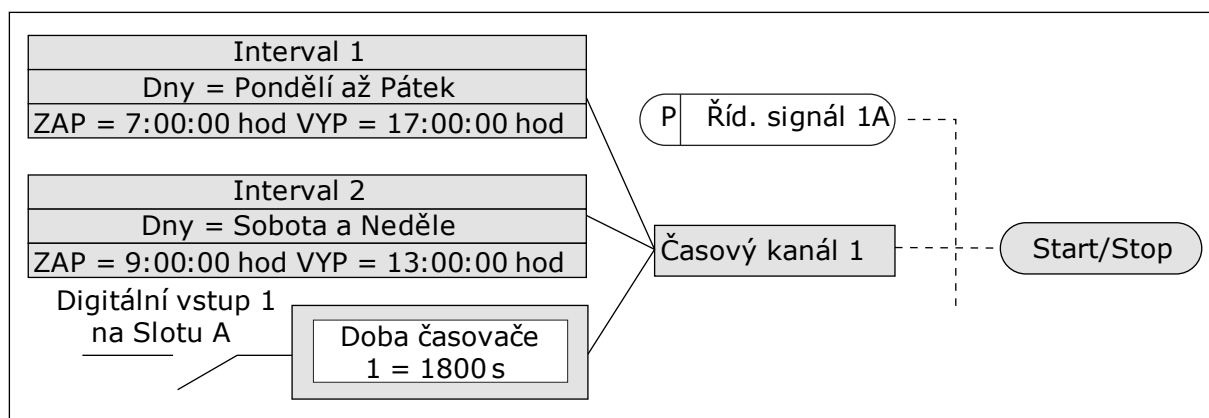 Interval 1
Dny = Pondělí až Pátek
ZAP = 7:00:00 hod VYP = 17:00:00 hod
P Říd. signál 1A
Interval 2
Dny = Sobota a Neděle
ZAP = 9:00:00 hod VYP = 13:00:00 hod
Časový kanál 1
Start/Stop
Digitální vstup 1
na Slotu A
Doba časovače
1 = 1800 s